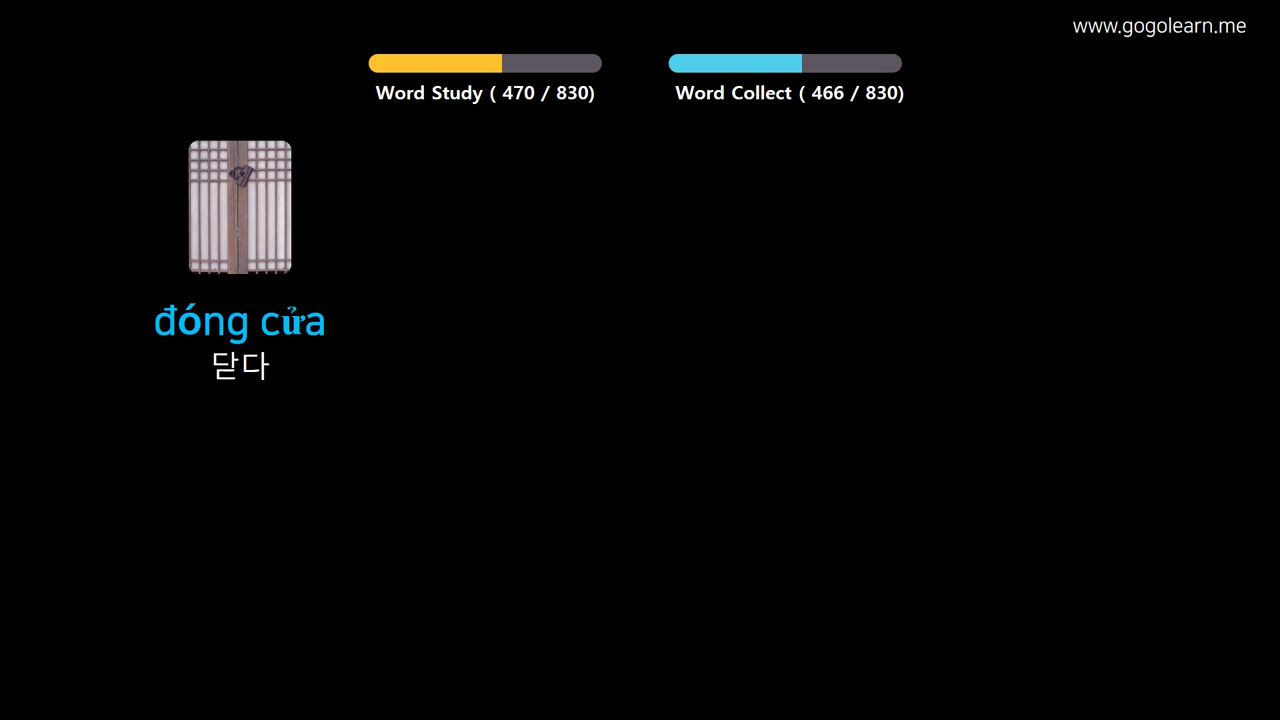 www.gogolearn.me
Word Study ( 470 / 830)
Word Collect ( 466 / 830)
đóng cửa
닫다